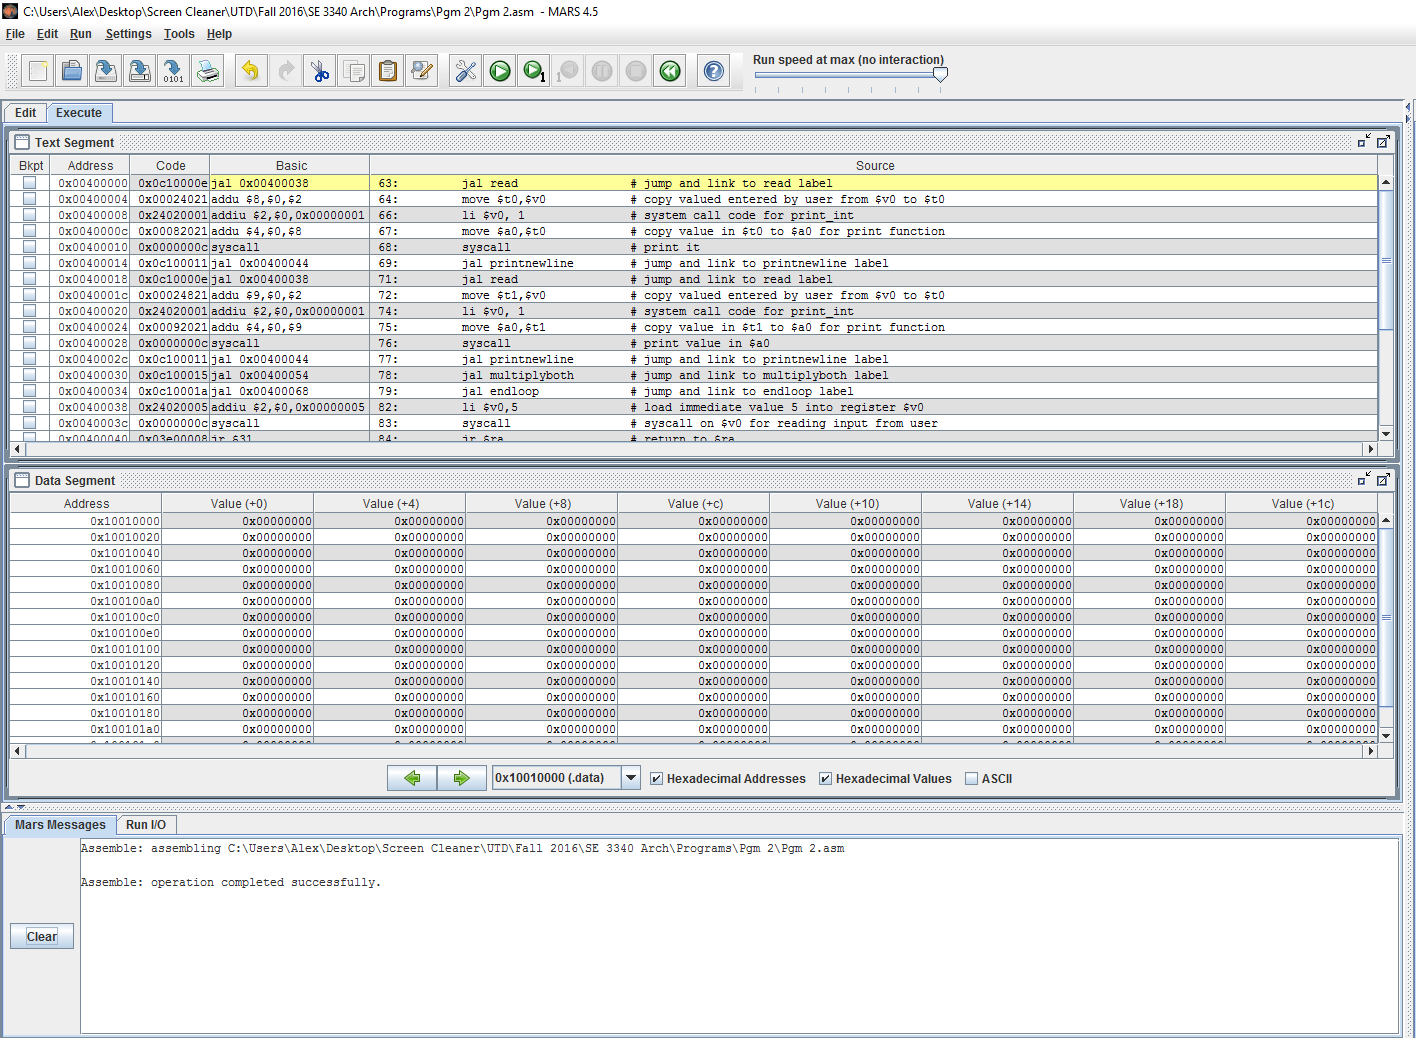 C:\Users\Alex\Desktop\Screen Cleaner\UTD\Fall 2016\SE 3340 Arch\Programs\Pgm 2\Pgm 2.asm - MARS 4.5
File Edit Run Settings Tools Help
Run speed at max (no interaction)
Edit Execute
Text Segment
Bkpt Address Code Basic Source
0x00400000 0x0c10000e jal 0x00400038 63: jal read # jump and link to read label
0x00400004 0x00024021 addu $8,$0,$2 64: move $t0,$v0 # copy valued entered by user from $v0 to $t0
0x00400008 0x24020001 addiu $2,$0,0x00000001 66: li $v0, 1 # system call code for print_int
0x0040000c 0x00082021 addu $4,$0,$8 67: move $a0,$t0 # copy value in $t0 to $a0 for print function
0x00400010 0x0000000c syscall 68: syscall # print it
0x00400014 0x0c100011 jal 0x00400044 69: jal printnewline # jump and link to printnewline label
0x00400018 0x0c10000e jal 0x00400038 71: jal read # jump and link to read label
0x0040001c 0x00024821 addu $9,$0,$2 72: move $t1,$v0 # copy valued entered by user from $v0 to $t0
0x00400020 0x24020001 addiu $2,$0,0x00000001 74: li $v0, 1 # system call code for print_int
0x00400024 0x00092021 addu $4,$0,$9 75: move $a0,$t1 # copy value in $t1 to $a0 for print function
0x00400028 0x0000000c syscall 76: syscall # print value in $a0
0x0040002c 0x0c100011 jal 0x00400044 77: jal printnewline # jump and link to printnewline label
0x00400030 0x0c100015 jal 0x00400054 78: jal multiplyboth # jump and link to multiplyboth label
0x00400034 0x0c10001a jal 0x00400068 79: jal endloop # jump and link to endloop label
0x00400038 0x24020005 addiu $2,$0,0x00000005 82: li $v0,5 # load immediate value 5 into register $v0
0x0040003c 0x0000000c syscall 83: syscall # syscall on $v0 for reading input from user
0x00400040 0x03e00008 jr $31 84: jr $ra # return to $ra
Data Segment
Address Value (+0) Value (+4) Value (+8) Value (+c) Value (+10) Value (+14) Value (+18) Value (+1c)
0x10010000 0x00000000 0x00000000 0x00000000 0x00000000 0x00000000 0x00000000 0x00000000 0x00000000
0x10010020 0x00000000 0x00000000 0x00000000 0x00000000 0x00000000 0x00000000 0x00000000 0x00000000
0x10010040 0x00000000 0x00000000 0x00000000 0x00000000 0x00000000 0x00000000 0x00000000 0x00000000
0x10010060 0x00000000 0x00000000 0x00000000 0x00000000 0x00000000 0x00000000 0x00000000 0x00000000
0x10010080 0x00000000 0x00000000 0x00000000 0x00000000 0x00000000 0x00000000 0x00000000 0x00000000
0x100100a0 0x00000000 0x00000000 0x00000000 0x00000000 0x00000000 0x00000000 0x00000000 0x00000000
0x100100c0 0x00000000 0x00000000 0x00000000 0x00000000 0x00000000 0x00000000 0x00000000 0x00000000
0x100100e0 0x00000000 0x00000000 0x00000000 0x00000000 0x00000000 0x00000000 0x00000000 0x00000000
0x10010100 0x00000000 0x00000000 0x00000000 0x00000000 0x00000000 0x00000000 0x00000000 0x00000000
0x10010120 0x00000000 0x00000000 0x00000000 0x00000000 0x00000000 0x00000000 0x00000000 0x00000000
0x10010140 0x00000000 0x00000000 0x00000000 0x00000000 0x00000000 0x00000000 0x00000000 0x00000000
0x10010160 0x00000000 0x00000000 0x00000000 0x00000000 0x00000000 0x00000000 0x00000000 0x00000000
0x10010180 0x00000000 0x00000000 0x00000000 0x00000000 0x00000000 0x00000000 0x00000000 0x00000000
0x100101a0 0x00000000 0x00000000 0x00000000 0x00000000 0x00000000 0x00000000 0x00000000 0x00000000
0x10010000 (.data) Hexadecimal Addresses Hexadecimal Values ASCII
Mars Messages Run I/O
Assemble: assembling C:\Users\Alex\Desktop\Screen Cleaner\UTD\Fall 2016\SE 3340 Arch\Programs\Pgm 2\Pgm 2.asm
Assemble: operation completed successfully.
Clear